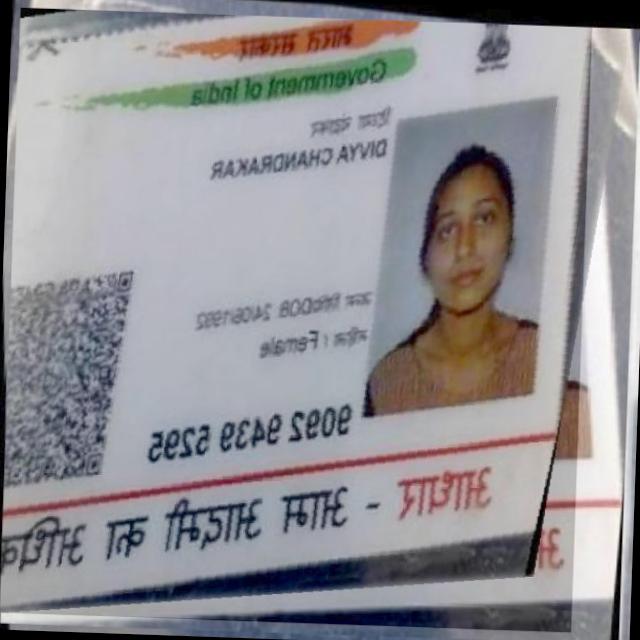 भारत सरकार
Government of India
दिव्या चंद्राकर
DIVYA CHANDRAKAR
जन्म तिथि/DOB 24/06/1992
महिला / Female
9092 9439 5295
आधार - आम आदमी का अधिक